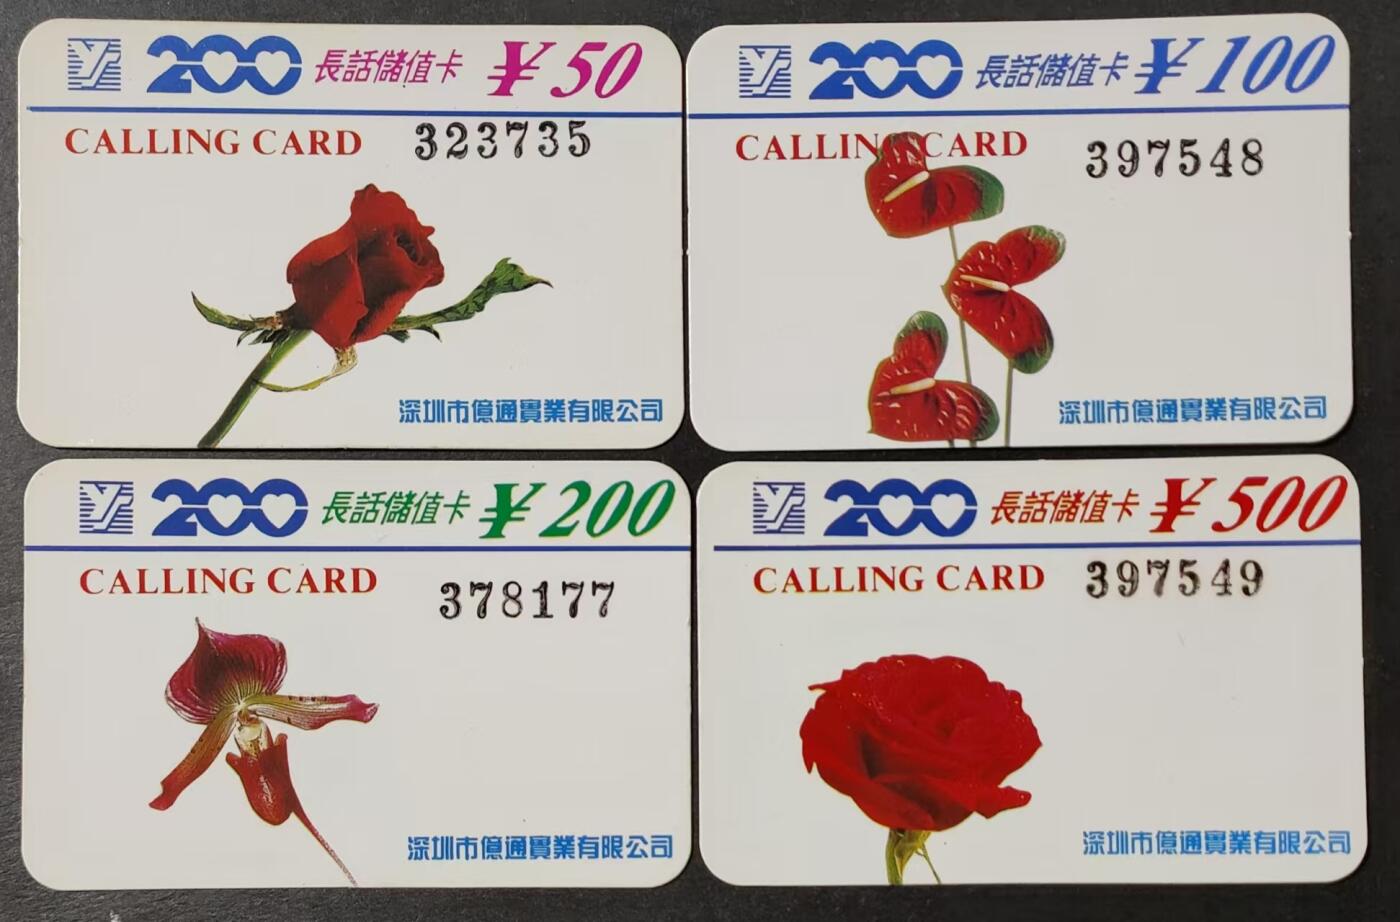 200 長話儲值卡 ¥50
CALLING CARD 323735
深圳市億通實業有限公司
200 長話儲值卡 ¥100
CALLING CARD 397548
深圳市億通實業有限公司
200 長話儲值卡 ¥200
CALLING CARD 378177
深圳市億通實業有限公司
200 長話儲值卡 ¥500
CALLING CARD 397549
深圳市億通實業有限公司